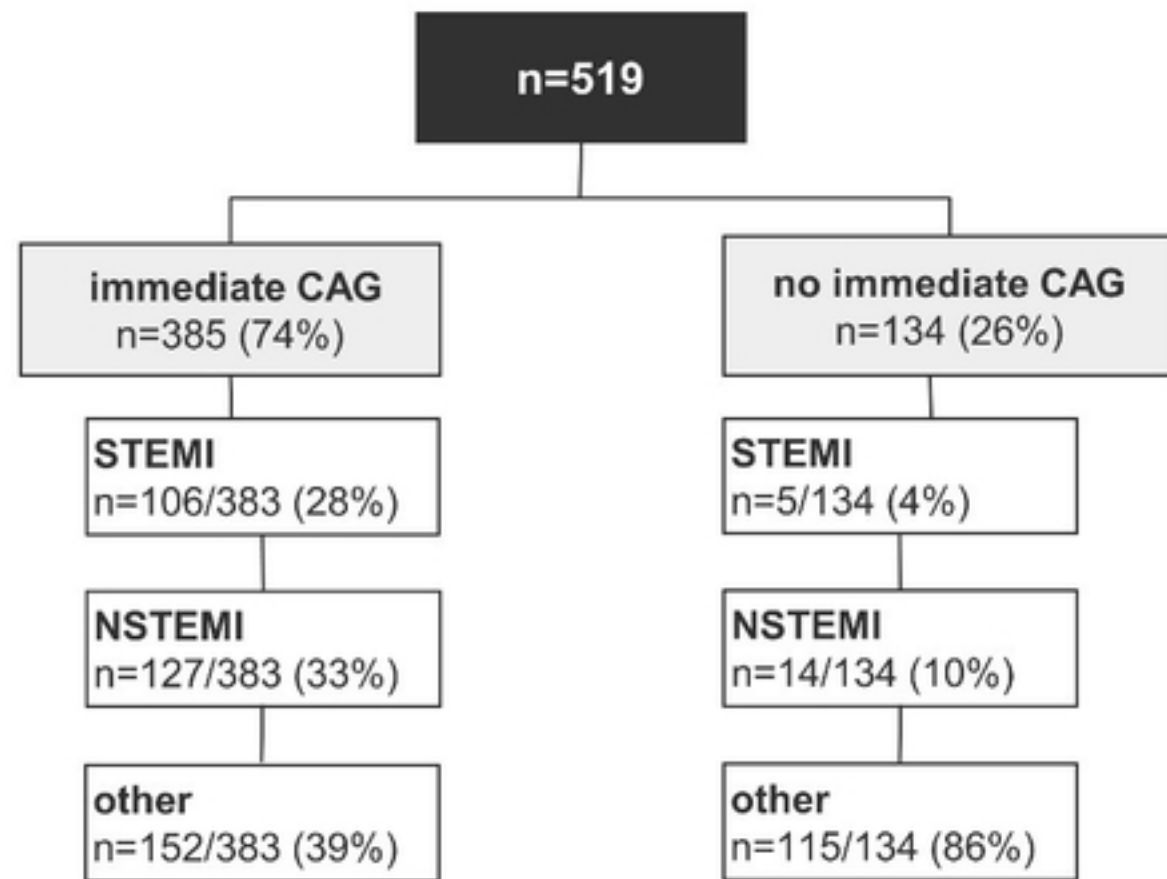 n=519
immediate CAG
n=385 (74%)
STEMI
n=106/383 (28%)
NSTEMI
n=127/383 (33%)
other
n=152/383 (39%)
no immediate CAG
n=134 (26%)
STEMI
n=5/134 (4%)
NSTEMI
n=14/134 (10%)
other
n=115/134 (86%)